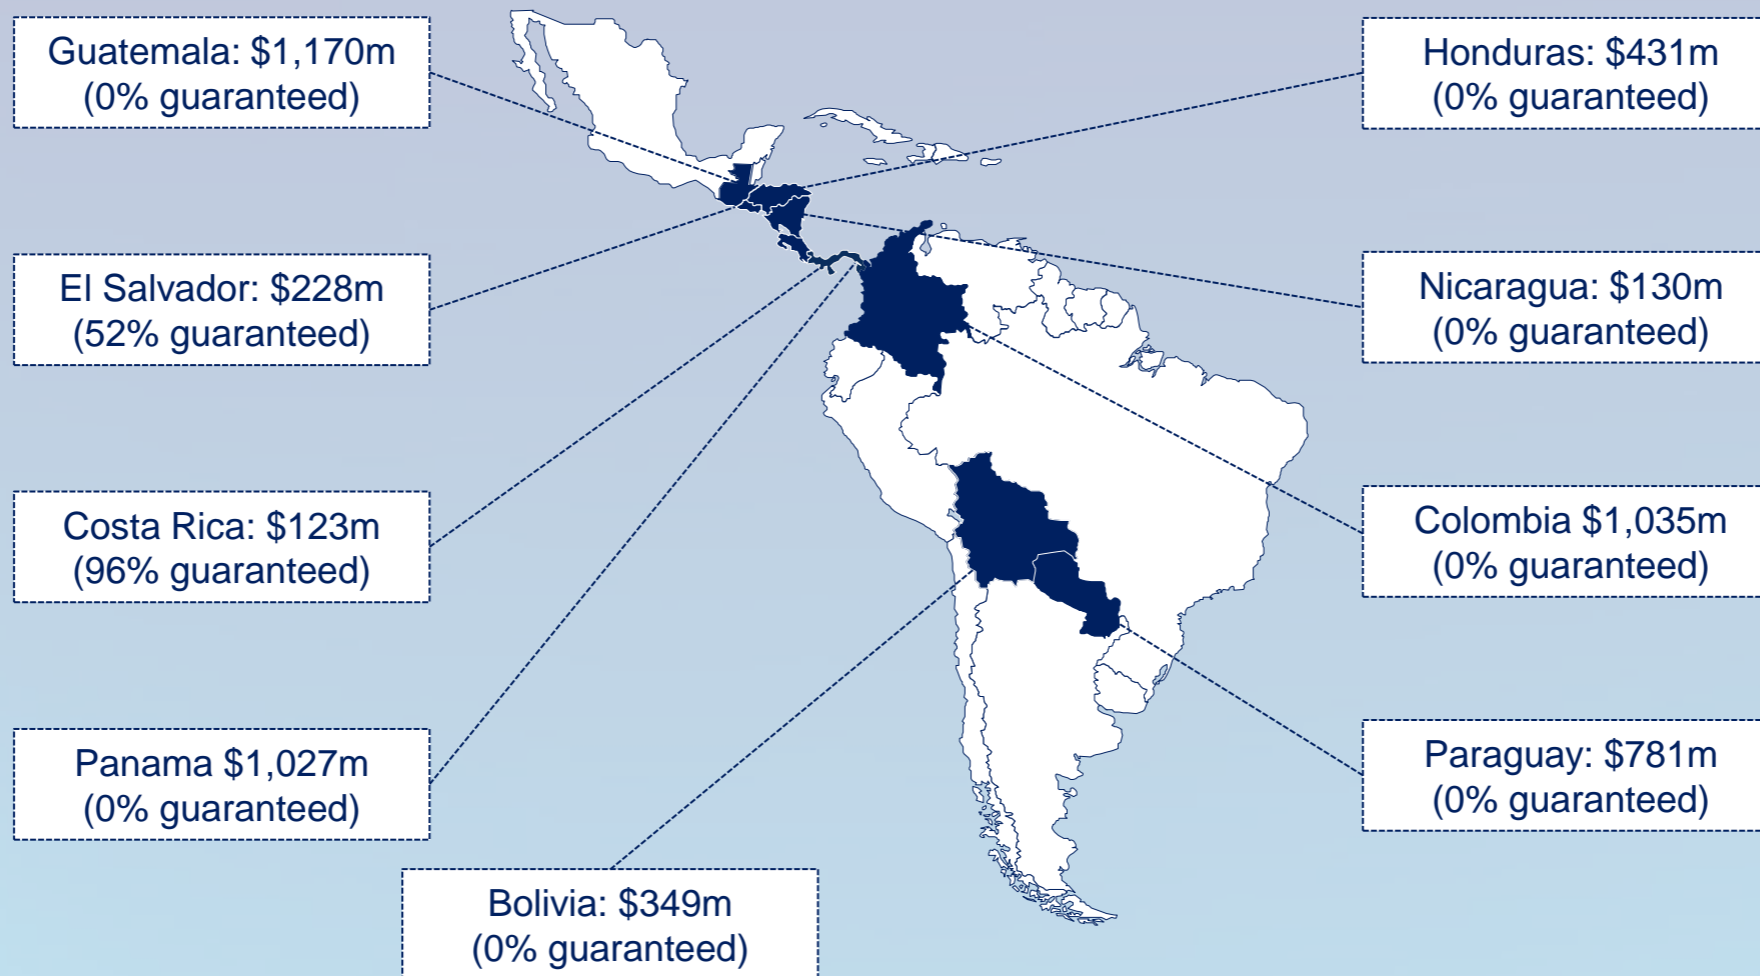 Guatemala: $1,170m
(0% guaranteed)
Honduras: $431m
(0% guaranteed)
El Salvador: $228m
(52% guaranteed)
Nicaragua: $130m
(0% guaranteed)
Costa Rica: $123m
(96% guaranteed)
Colombia $1,035m
(0% guaranteed)
Panama $1,027m
(0% guaranteed)
Paraguay: $781m
(0% guaranteed)
Bolivia: $349m
(0% guaranteed)